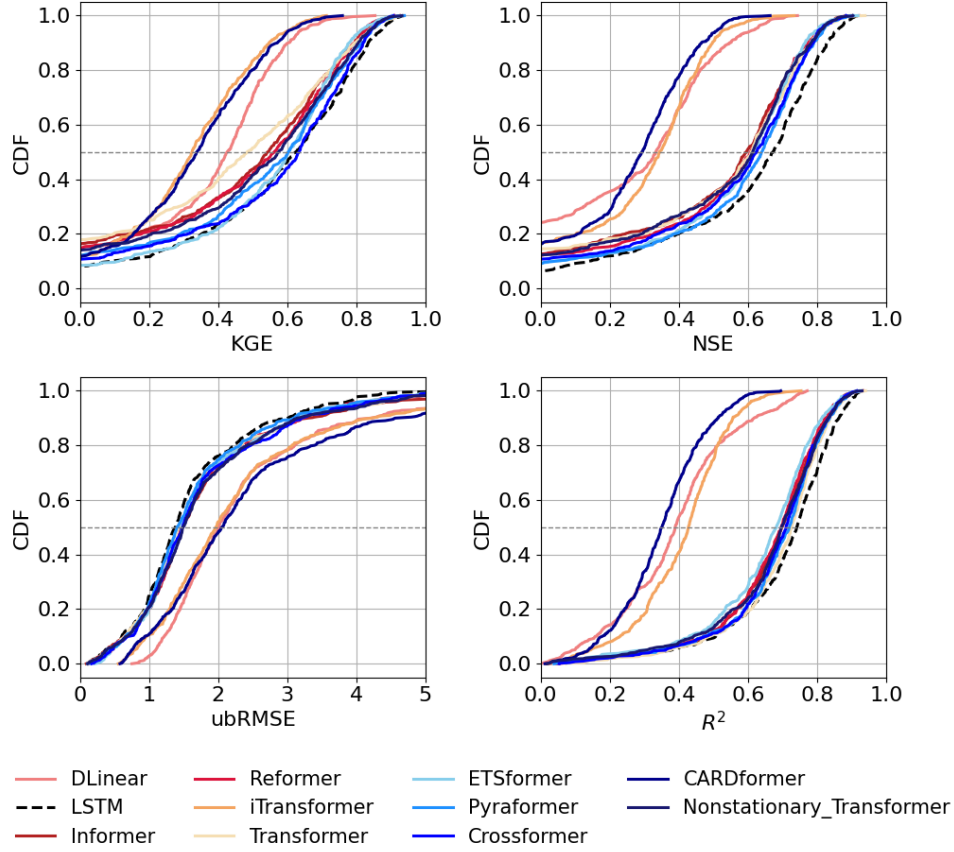 1.0
0.8
0.6
0.4
0.2
0.0
CDF
0.0 0.2 0.4 0.6 0.8 1.0
KGE
1.0
0.8
0.6
0.4
0.2
0.0
CDF
0.0 0.2 0.4 0.6 0.8 1.0
NSE
1.0
0.8
0.6
0.4
0.2
0.0
CDF
0 1 2 3 4 5
ubRMSE
1.0
0.8
0.6
0.4
0.2
0.0
CDF
0.0 0.2 0.4 0.6 0.8 1.0
R²
DLinear Reformer ETSformer CARDformer
LSTM iTransformer Pyraformer Nonstationary_Transformer
Informer Transformer Crossformer